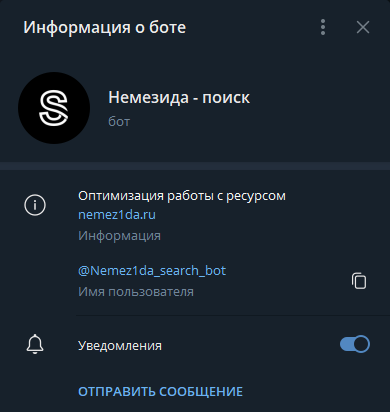 Информация о боте
S
Немезида - поиск
бот
Оптимизация работы с ресурсом
nemez1da.ru
Информация
@Nemez1da_search_bot
Имя пользователя
Уведомления
ОТПРАВИТЬ СООБЩЕНИЕ